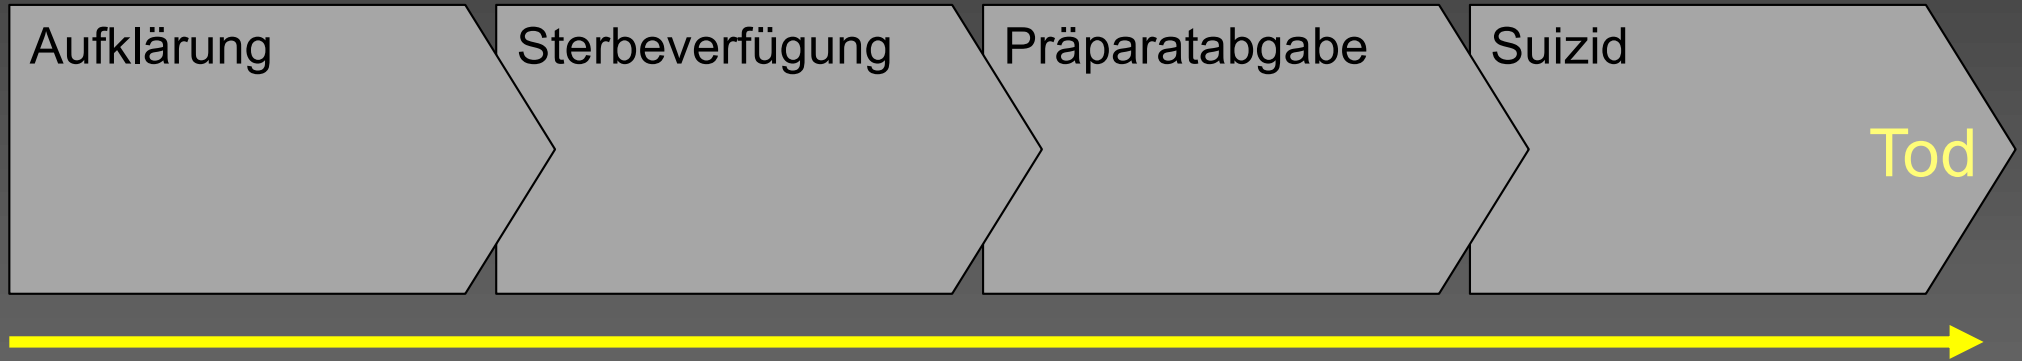 Aufklärung
Sterbeverfügung
Präparatabgabe
Suizid
Tod